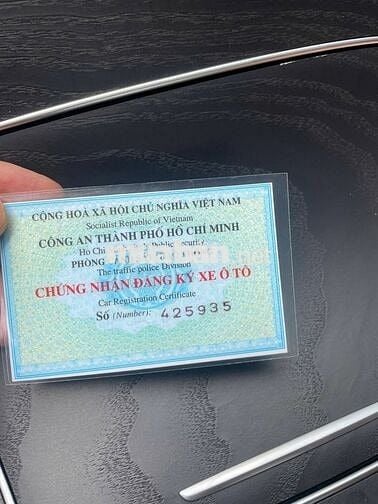 CỘNG HOÀ XÃ HỘI CHỦ NGHĨA VIỆT NAM
Socialist Republic of Vietnam
CÔNG AN THÀNH PHỐ HỒ CHÍ MINH
Ho Chi Public Security
PHÒNG
The traffic police Division
CHỨNG NHẬN ĐĂNG KÝ XE Ô TÔ
Car Registration Certificate
Số (Number): 425935